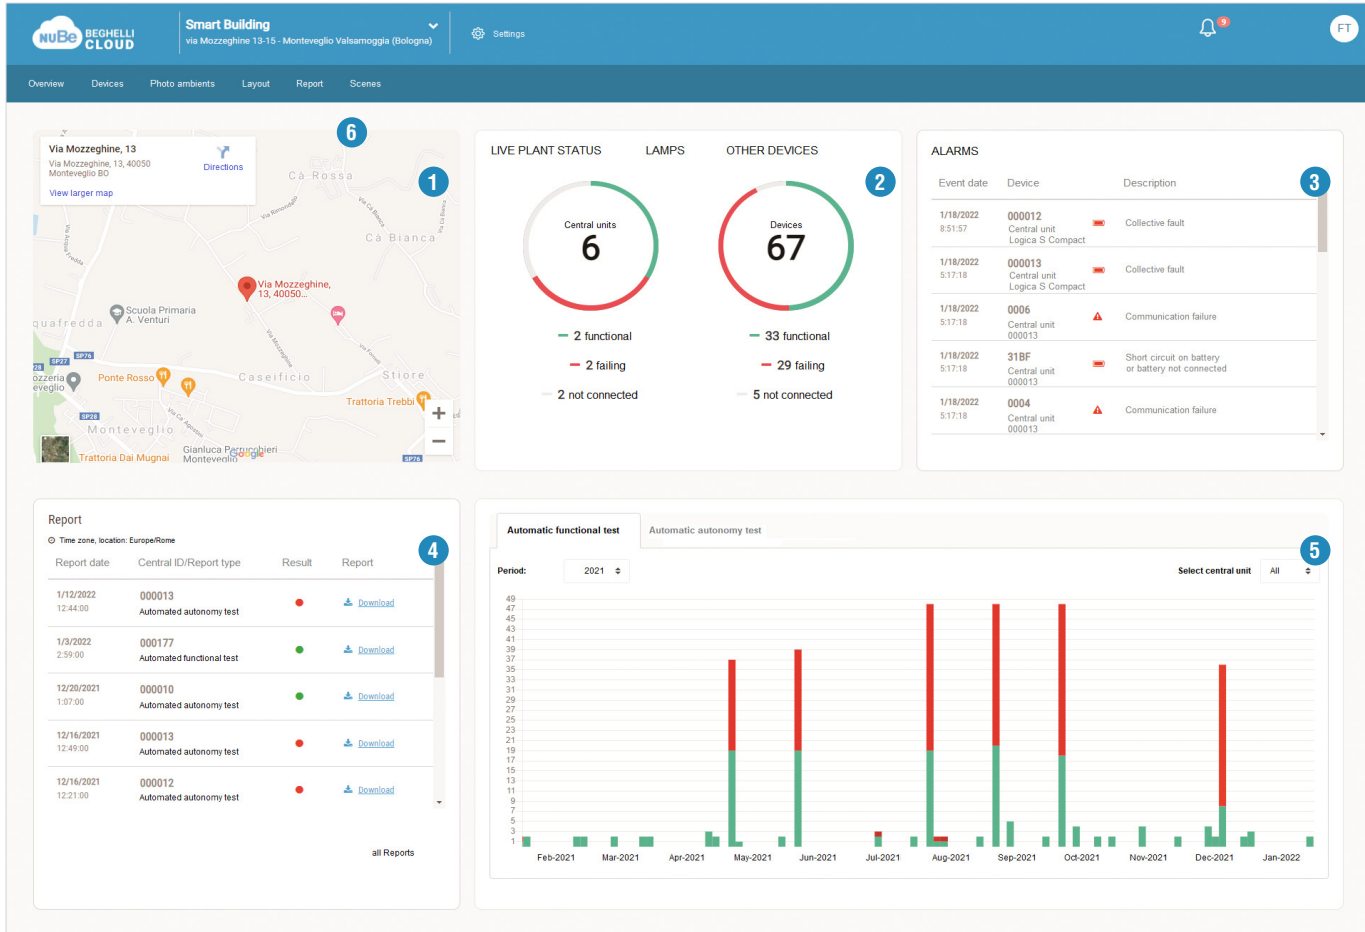 NUBe BEGHELLI
CLOUD
Smart Building
via Mozzeghine 13-15 - Monteveglio Valsamoggia (Bologna)
Settings
9
FT
Overview Devices Photo ambients Layout Report Scenes
6
1
Via Mozzeghine, 13
Via Mozzeghine, 13, 40050
Monteveglio BO
Directions
View larger map
Cà Rossa
Via Ca Bianca
Cà Bianca
Via Mozzeghine,
13, 40050...
Scuola Primaria
A. Venturi
quafredda
SP27 SP76
28
ozzeria
eveglio
Ponte Rosso
Caseificio
Stiore
Via Mozzeghine
Trattoria Trebbi
SP28
Monteveglio
Gianluca Parrucchieri
Monteveglio
Google
Trattoria Dai Mugnai
SP76
+
−
LIVE PLANT STATUS LAMPS OTHER DEVICES
2
Central units
6
Devices
67
2 functional
2 failing
2 not connected
33 functional
29 failing
5 not connected
ALARMS
3
Event date Device Description
1/18/2022 000012
8:51:57 Central unit Collective fault
Logica S Compact
1/18/2022 000013
5:17:18 Central unit Collective fault
Logica S Compact
1/18/2022 0006
5:17:18 Central unit Communication failure
000013
1/18/2022 31BF Short circuit on battery
5:17:18 Central unit or battery not connected
000013
1/18/2022 0004
5:17:18 Central unit Communication failure
000013
Report
Time zone, location: Europe/Rome
4
Report date Central ID/Report type Result Report
1/12/2022 000013
12:44:00 Automated autonomy test Download
1/3/2022 000177
2:59:00 Automated functional test Download
12/20/2021 000010
1:07:00 Automated autonomy test Download
12/16/2021 000013
12:49:00 Automated autonomy test Download
12/16/2021 000012
12:21:00 Automated autonomy test Download
all Reports
Automatic functional test Automatic autonomy test
5
Period: 2021
Select central unit All
49
47
45
43
41
39
37
35
33
31
29
27
25
23
21
19
17
15
13
11
9
7
5
3
1
Feb-2021 Mar-2021 Apr-2021 May-2021 Jun-2021 Jul-2021 Aug-2021 Sep-2021 Oct-2021 Nov-2021 Dec-2021 Jan-2022